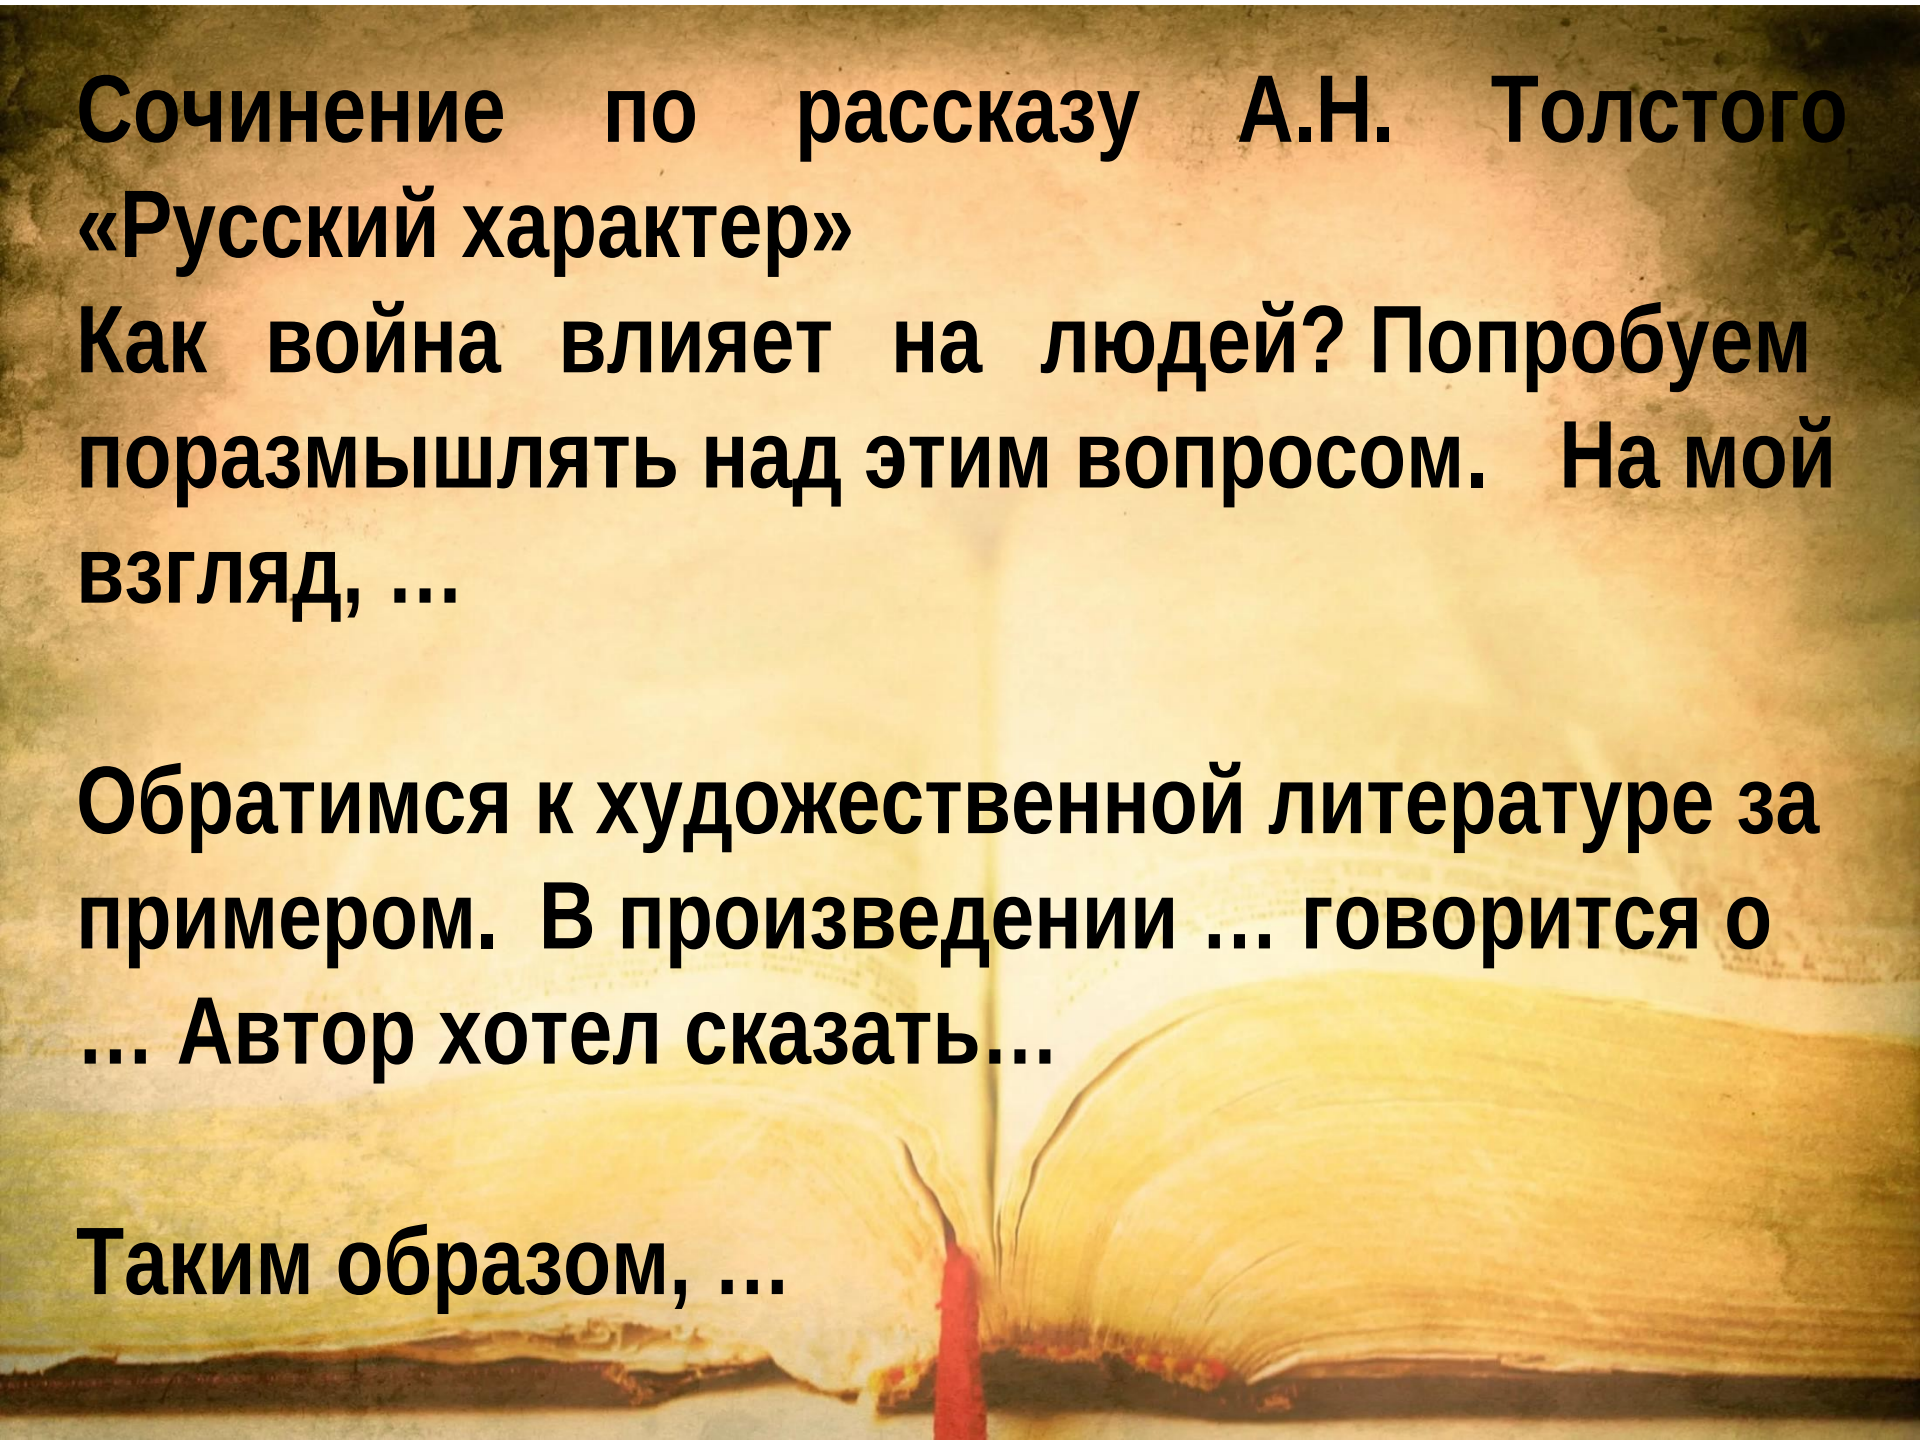 Сочинение по рассказу А.Н. Толстого
«Русский характер»
Как война влияет на людей? Попробуем
поразмышлять над этим вопросом. На мой
взгляд, …
Обратимся к художественной литературе за
примером. В произведении … говорится о
… Автор хотел сказать…
Таким образом, …